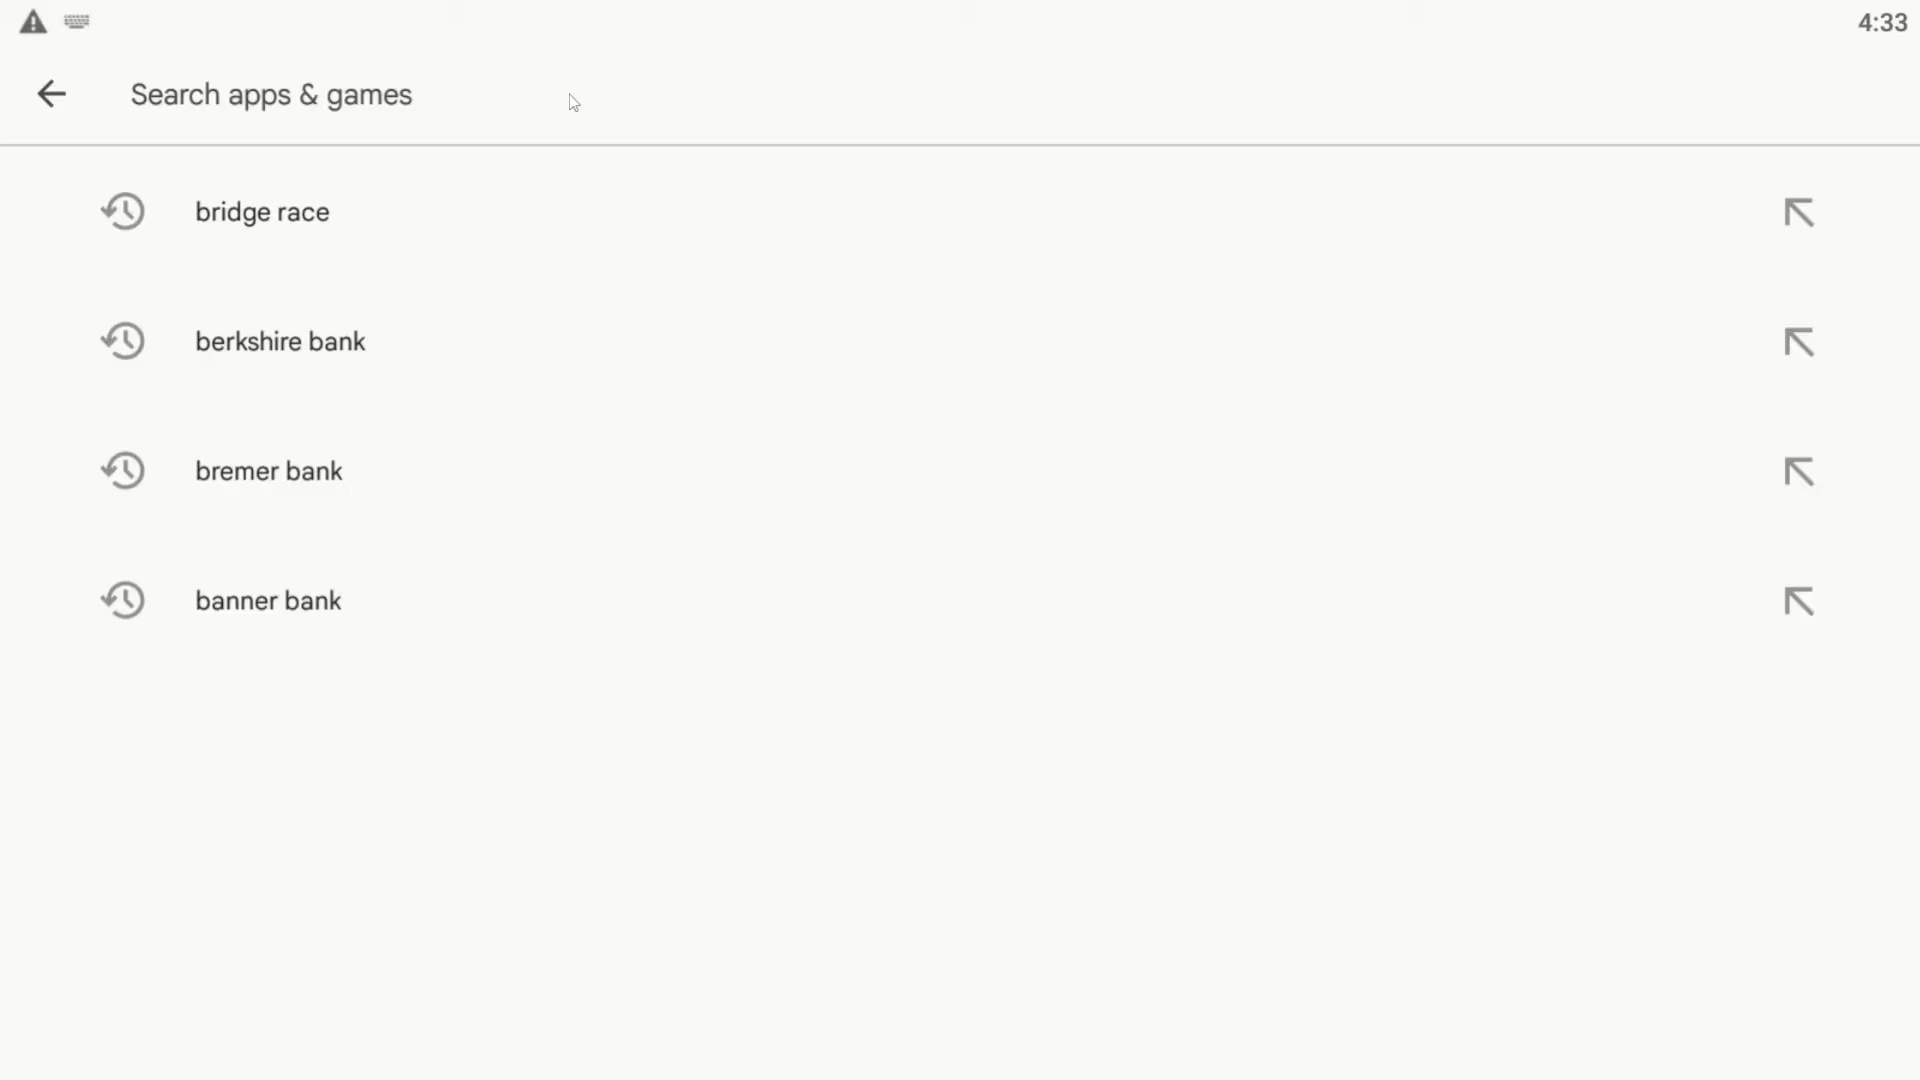 4:33
Search apps & games
bridge race
berkshire bank
bremer bank
banner bank